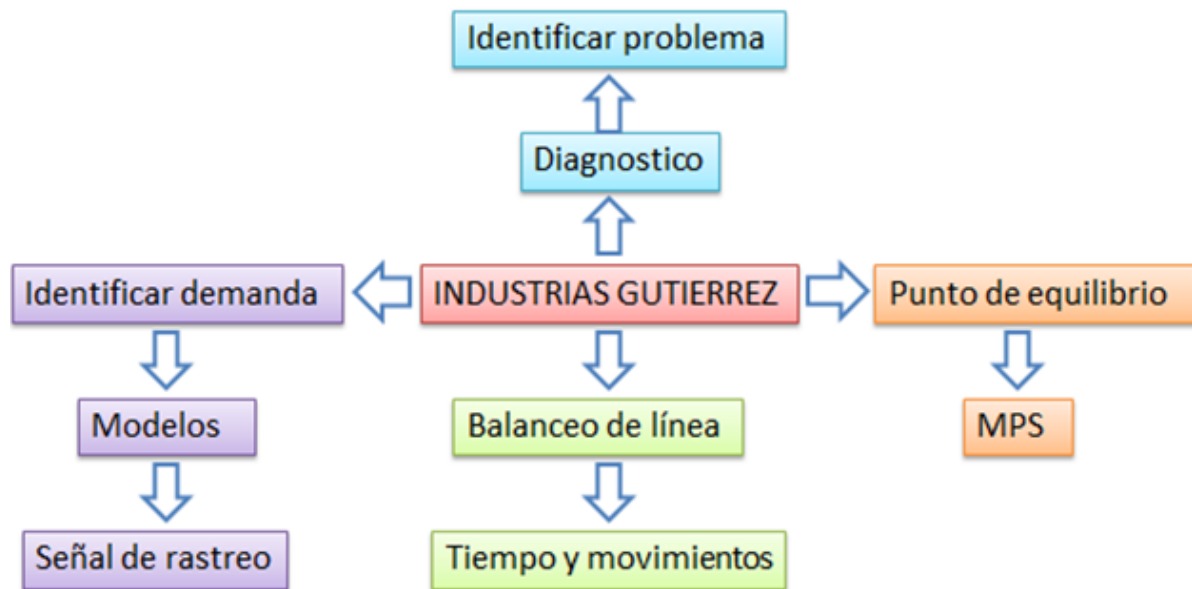 Identificar problema
Diagnostico
Identificar demanda
INDUSTRIAS GUTIERREZ
Punto de equilibrio
Modelos
Balanceo de línea
MPS
Señal de rastreo
Tiempo y movimientos